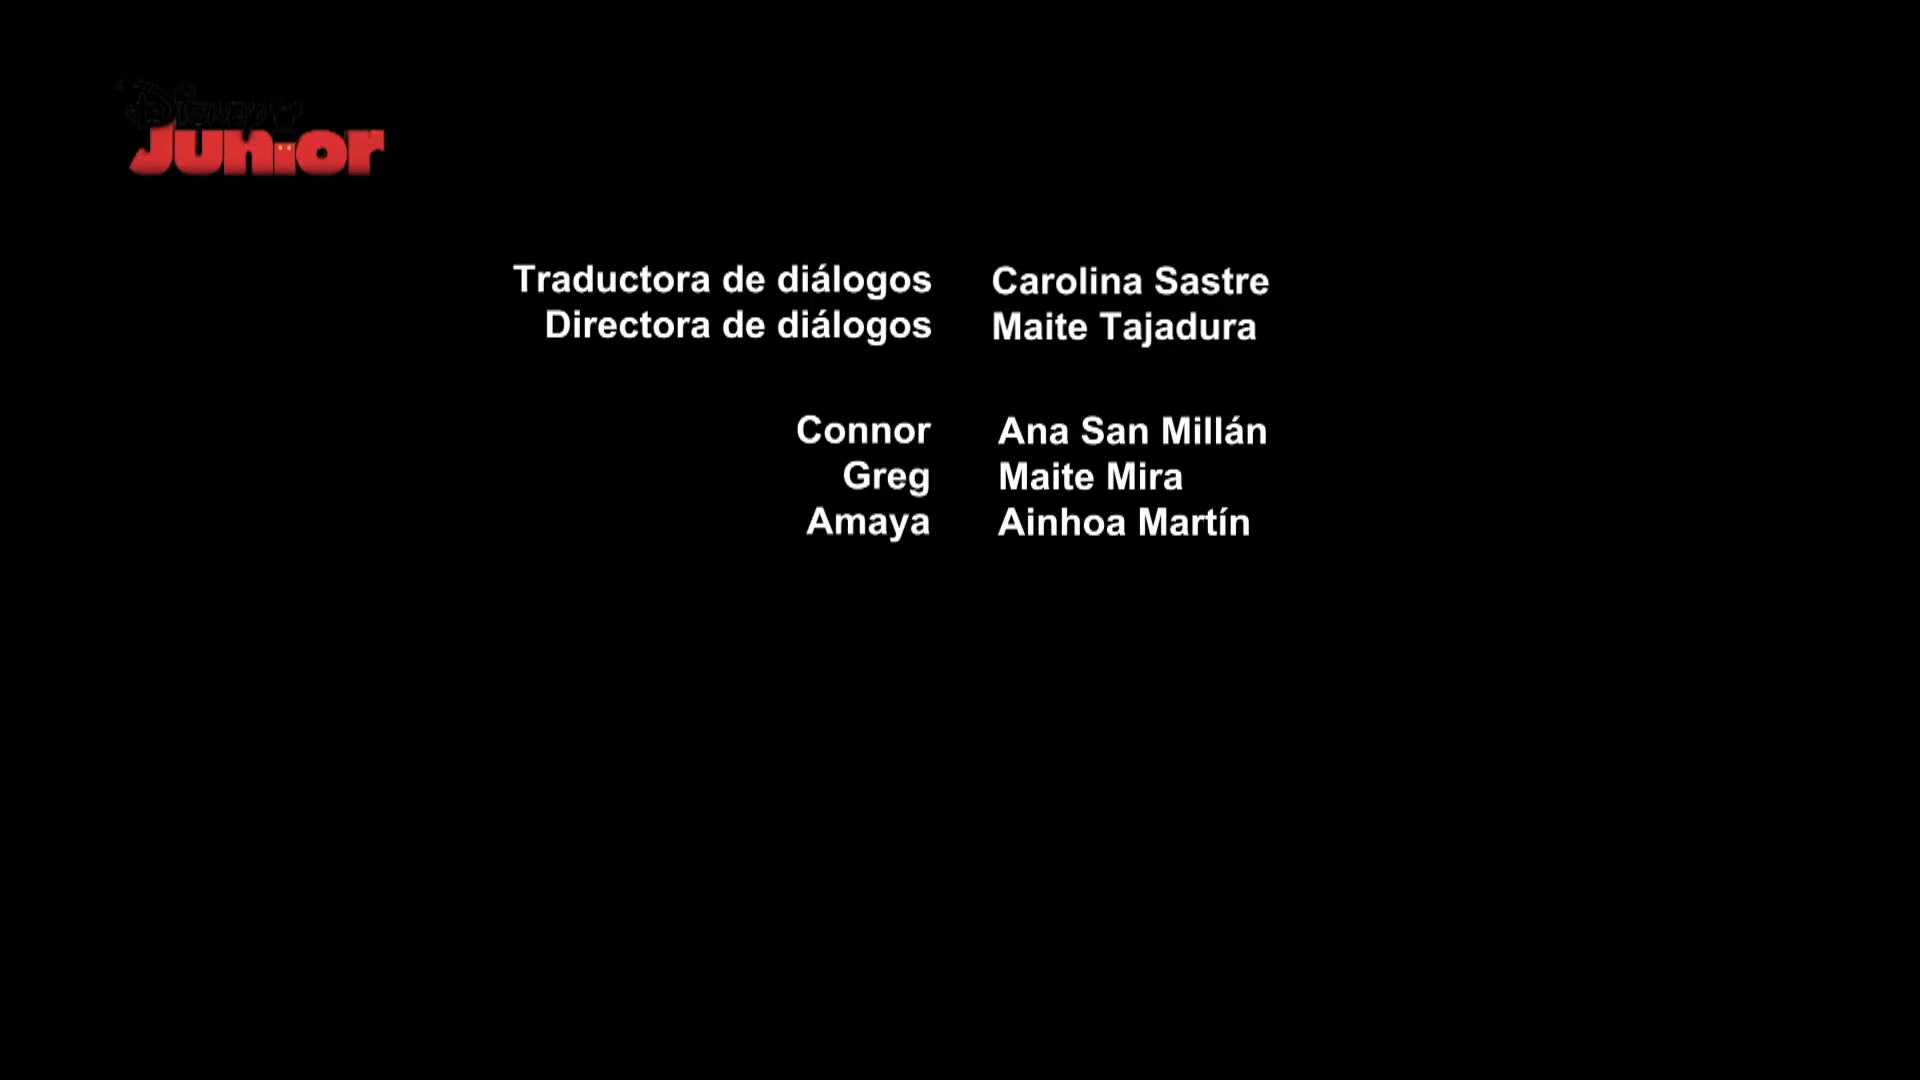 Disney
Junior
Traductora de diálogos Carolina Sastre
Directora de diálogos Maite Tajadura
Connor Ana San Millán
Greg Maite Mira
Amaya Ainhoa Martín